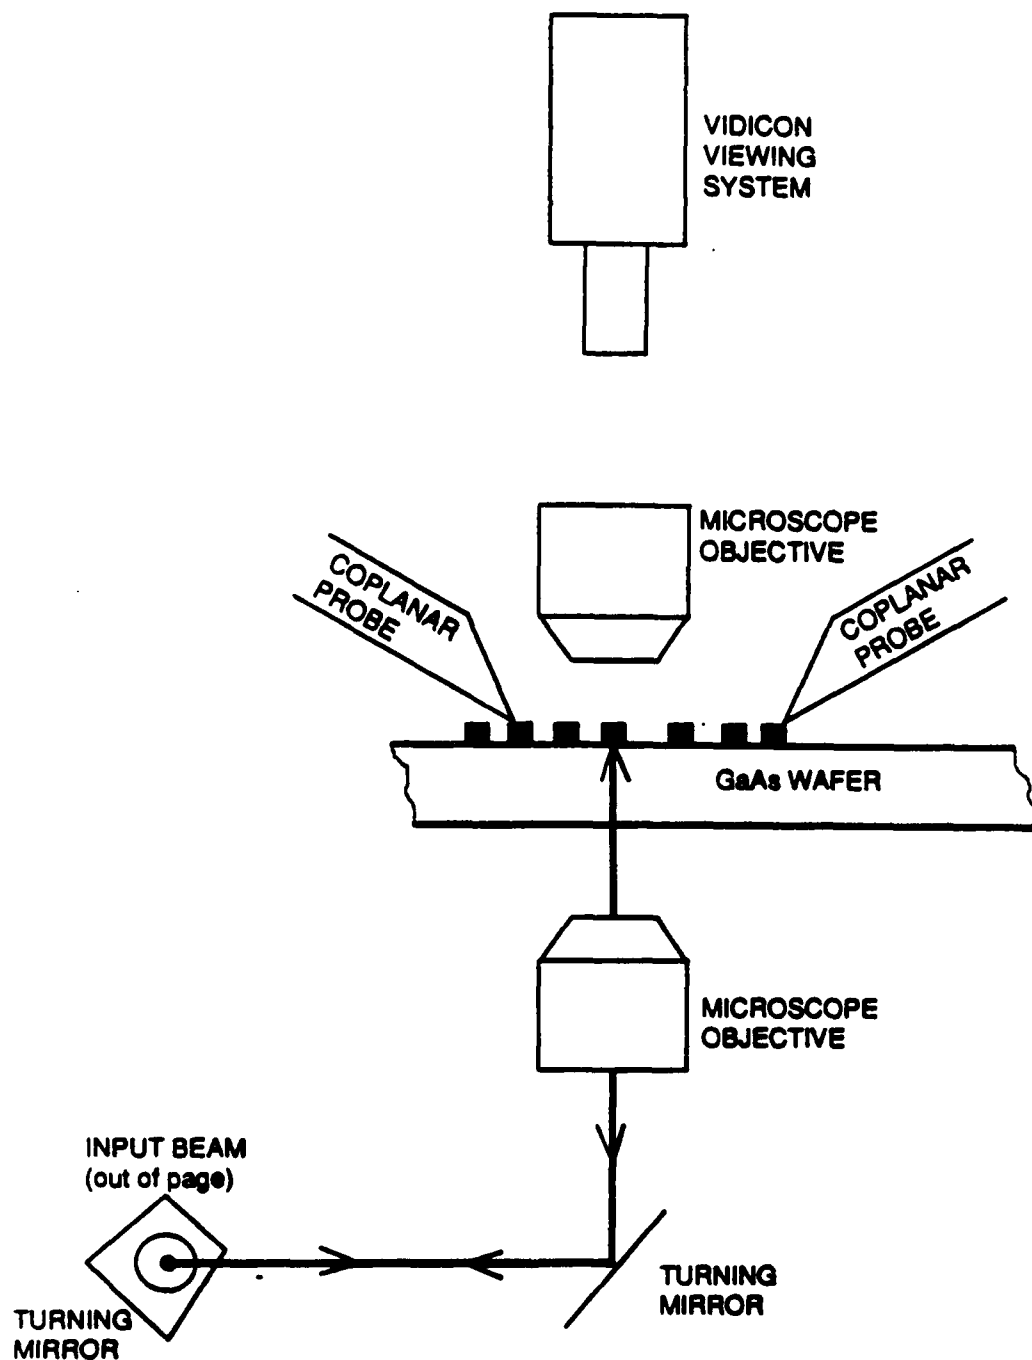 VIDICON
VIEWING
SYSTEM
MICROSCOPE
OBJECTIVE
COPLANAR
PROBE
COPLANAR
PROBE
GaAs WAFER
MICROSCOPE
OBJECTIVE
INPUT BEAM
(out of page)
TURNING
MIRROR
TURNING
MIRROR